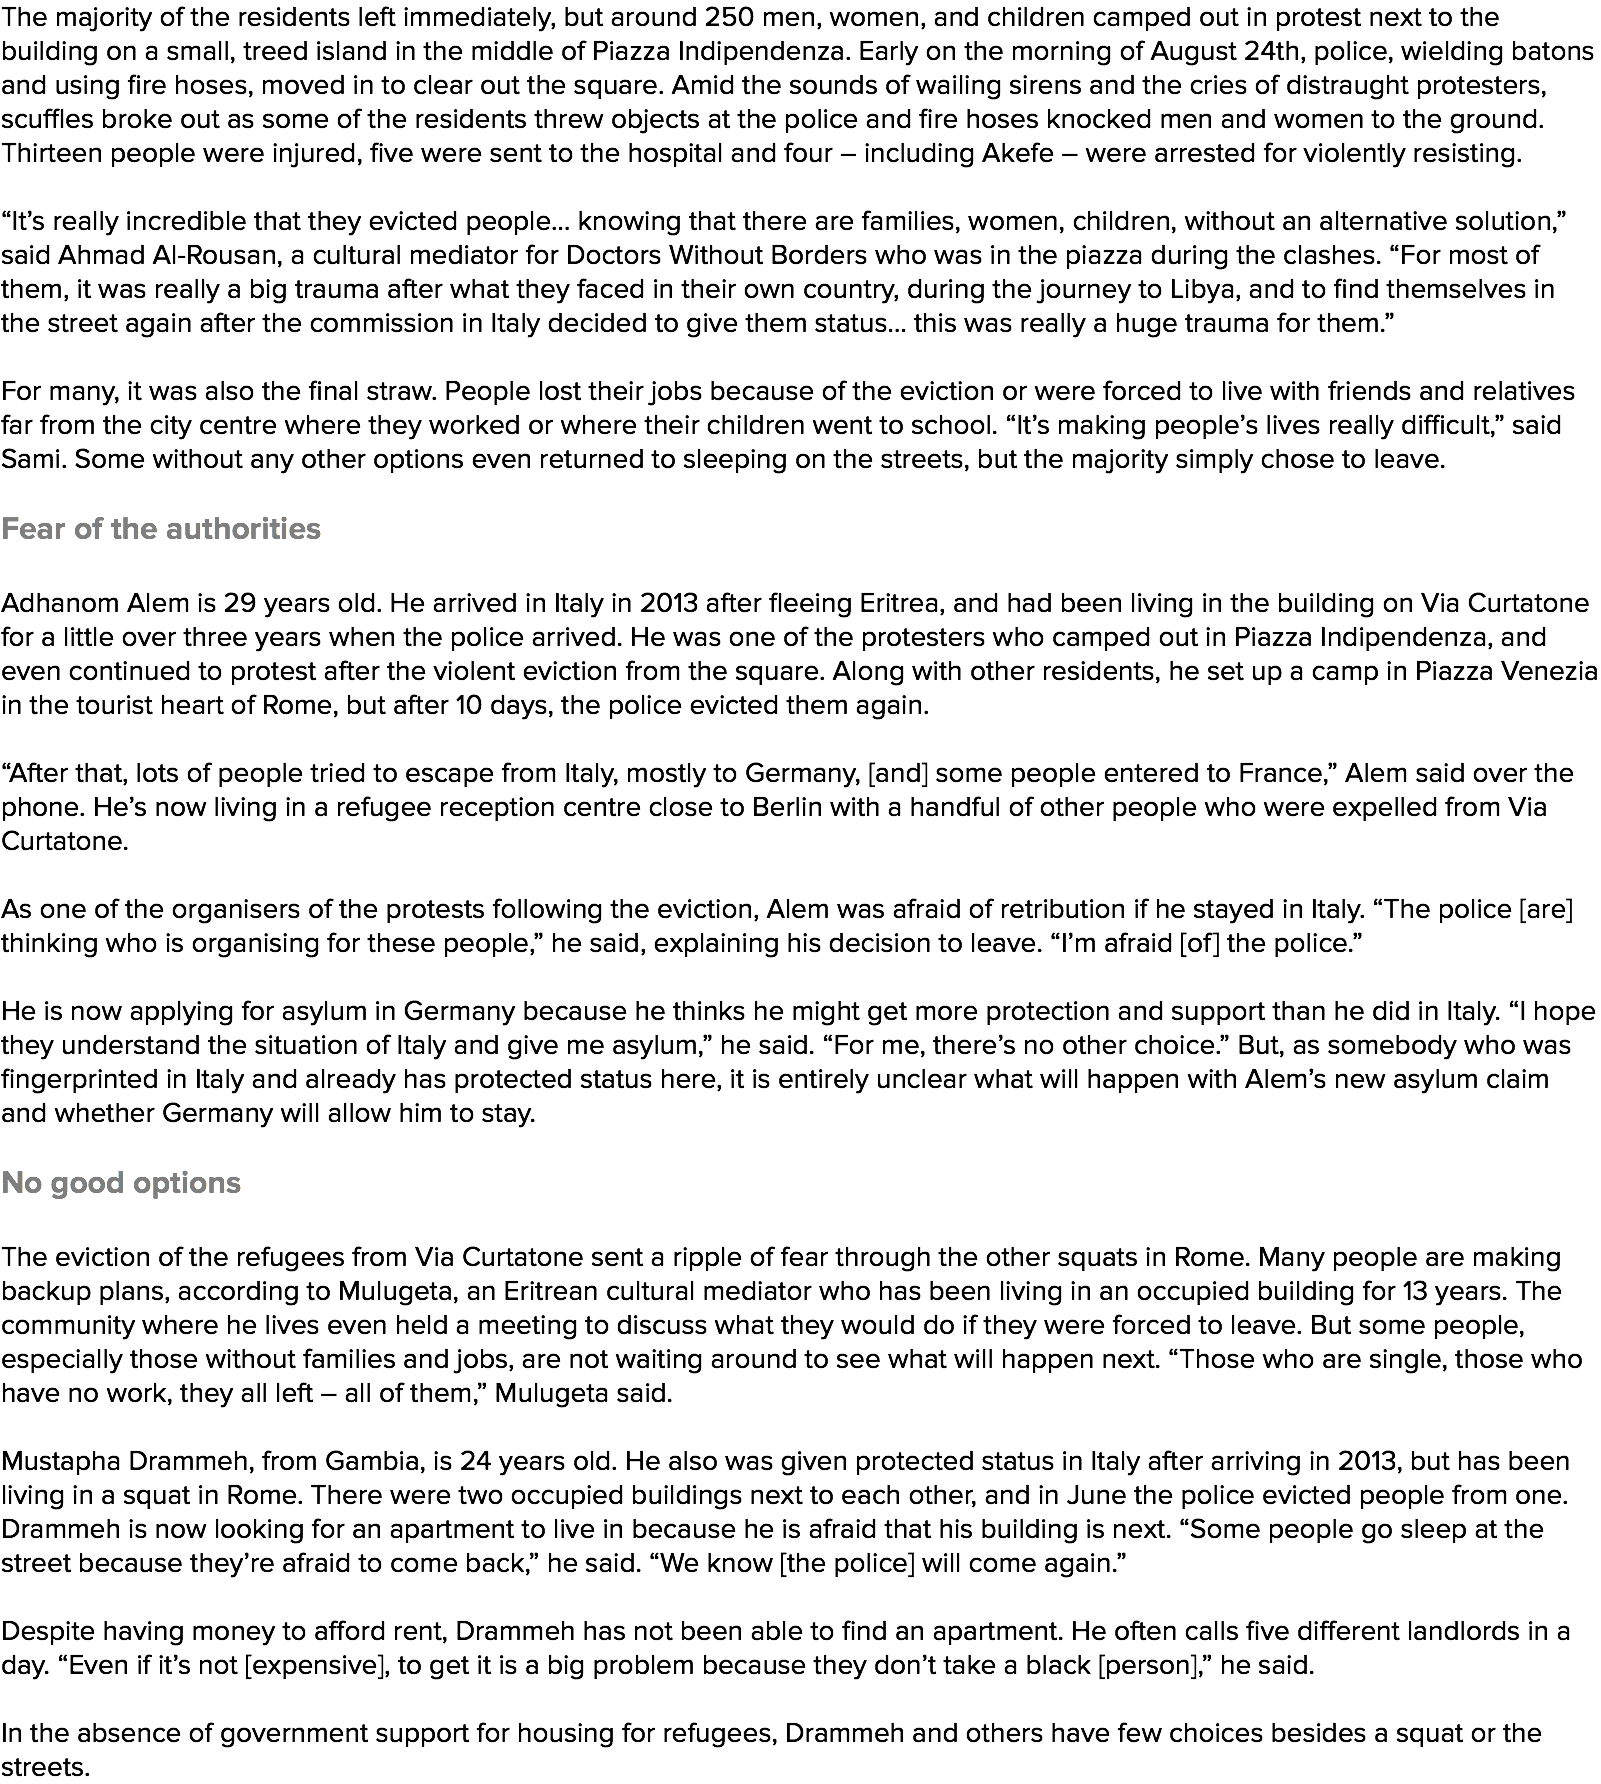 The majority of the residents left immediately, but around 250 men, women, and children camped out in protest next to the
building on a small, treed island in the middle of Piazza Indipendenza. Early on the morning of August 24th, police, wielding batons
and using fire hoses, moved in to clear out the square. Amid the sounds of wailing sirens and the cries of distraught protesters,
scuffles broke out as some of the residents threw objects at the police and fire hoses knocked men and women to the ground.
Thirteen people were injured, five were sent to the hospital and four – including Akefe – were arrested for violently resisting.
“It’s really incredible that they evicted people... knowing that there are families, women, children, without an alternative solution,”
said Ahmad Al-Rousan, a cultural mediator for Doctors Without Borders who was in the piazza during the clashes. “For most of
them, it was really a big trauma after what they faced in their own country, during the journey to Libya, and to find themselves in
the street again after the commission in Italy decided to give them status... this was really a huge trauma for them.”
For many, it was also the final straw. People lost their jobs because of the eviction or were forced to live with friends and relatives
far from the city centre where they worked or where their children went to school. “It’s making people’s lives really difficult,” said
Sami. Some without any other options even returned to sleeping on the streets, but the majority simply chose to leave.
Fear of the authorities
Adhanom Alem is 29 years old. He arrived in Italy in 2013 after fleeing Eritrea, and had been living in the building on Via Curtatone
for a little over three years when the police arrived. He was one of the protesters who camped out in Piazza Indipendenza, and
even continued to protest after the violent eviction from the square. Along with other residents, he set up a camp in Piazza Venezia
in the tourist heart of Rome, but after 10 days, the police evicted them again.
“After that, lots of people tried to escape from Italy, mostly to Germany, [and] some people entered to France,” Alem said over the
phone. He’s now living in a refugee reception centre close to Berlin with a handful of other people who were expelled from Via
Curtatone.
As one of the organisers of the protests following the eviction, Alem was afraid of retribution if he stayed in Italy. “The police [are]
thinking who is organising for these people,” he said, explaining his decision to leave. “I’m afraid [of] the police.”
He is now applying for asylum in Germany because he thinks he might get more protection and support than he did in Italy. “I hope
they understand the situation of Italy and give me asylum,” he said. “For me, there’s no other choice.” But, as somebody who was
fingerprinted in Italy and already has protected status here, it is entirely unclear what will happen with Alem’s new asylum claim
and whether Germany will allow him to stay.
No good options
The eviction of the refugees from Via Curtatone sent a ripple of fear through the other squats in Rome. Many people are making
backup plans, according to Mulugeta, an Eritrean cultural mediator who has been living in an occupied building for 13 years. The
community where he lives even held a meeting to discuss what they would do if they were forced to leave. But some people,
especially those without families and jobs, are not waiting around to see what will happen next. “Those who are single, those who
have no work, they all left – all of them,” Mulugeta said.
Mustapha Drammeh, from Gambia, is 24 years old. He also was given protected status in Italy after arriving in 2013, but has been
living in a squat in Rome. There were two occupied buildings next to each other, and in June the police evicted people from one.
Drammeh is now looking for an apartment to live in because he is afraid that his building is next. “Some people go sleep at the
street because they’re afraid to come back,” he said. “We know [the police] will come again.”
Despite having money to afford rent, Drammeh has not been able to find an apartment. He often calls five different landlords in a
day. “Even if it’s not [expensive], to get it is a big problem because they don’t take a black [person],” he said.
In the absence of government support for housing for refugees, Drammeh and others have few choices besides a squat or the
streets.